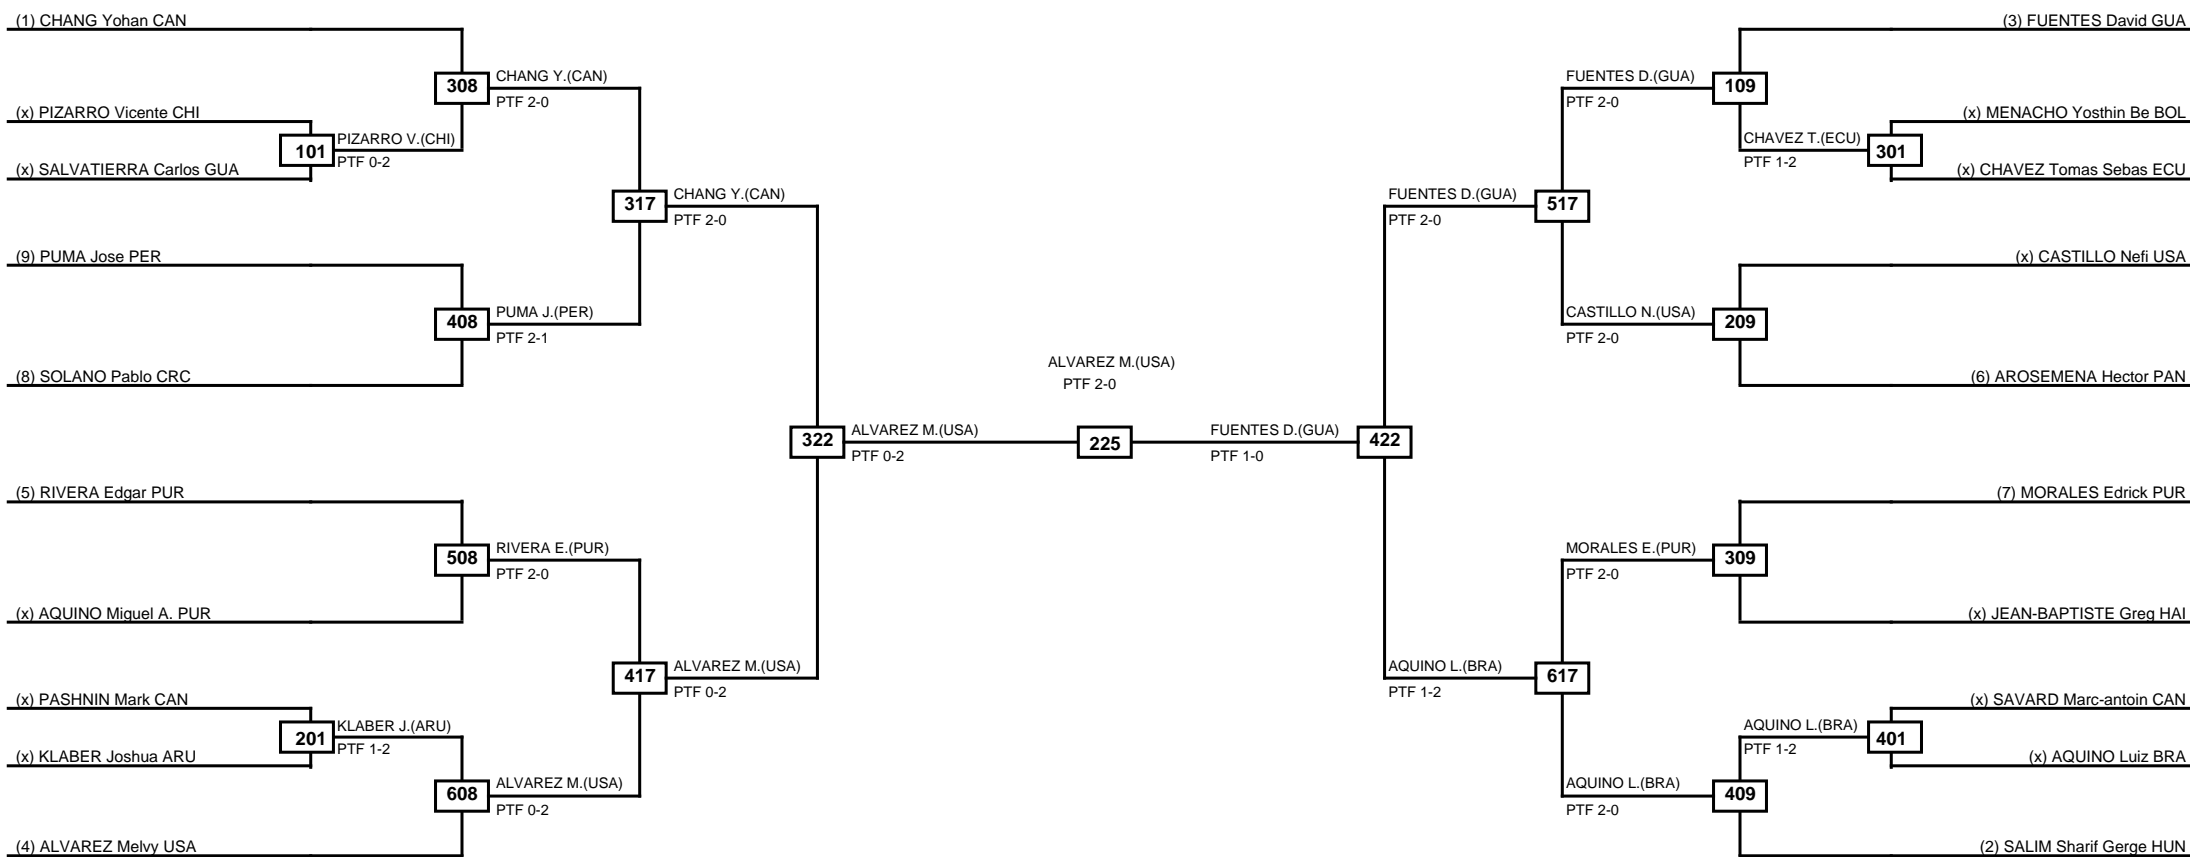 (1) CHANG Yohan CAN
(3) FUENTES David GUA
308
CHANG Y.(CAN)
PTF 2-0
FUENTES D.(GUA)
PTF 2-0
109
(x) PIZARRO Vicente CHI
(x) MENACHO Yosthin Be BOL
101
PIZARRO V.(CHI)
PTF 0-2
CHAVEZ T.(ECU)
PTF 1-2
301
(x) SALVATIERRA Carlos GUA
(x) CHAVEZ Tomas Sebas ECU
317
CHANG Y.(CAN)
PTF 2-0
FUENTES D.(GUA)
PTF 2-0
517
(9) PUMA Jose PER
(x) CASTILLO Nefi USA
408
PUMA J.(PER)
PTF 2-1
CASTILLO N.(USA)
PTF 2-0
209
(8) SOLANO Pablo CRC
(6) AROSEMENA Hector PAN
ALVAREZ M.(USA)
PTF 2-0
322
ALVAREZ M.(USA)
PTF 0-2
225
FUENTES D.(GUA)
PTF 1-0
422
(5) RIVERA Edgar PUR
(7) MORALES Edrick PUR
508
RIVERA E.(PUR)
PTF 2-0
MORALES E.(PUR)
PTF 2-0
309
(x) AQUINO Miguel A. PUR
(x) JEAN-BAPTISTE Greg HAI
417
ALVAREZ M.(USA)
PTF 0-2
AQUINO L.(BRA)
PTF 1-2
617
(x) PASHNIN Mark CAN
(x) SAVARD Marc-antoin CAN
201
KLABER J.(ARU)
PTF 1-2
AQUINO L.(BRA)
PTF 1-2
401
(x) KLABER Joshua ARU
(x) AQUINO Luiz BRA
608
ALVAREZ M.(USA)
PTF 0-2
AQUINO L.(BRA)
PTF 2-0
409
(4) ALVAREZ Melvy USA
(2) SALIM Sharif Gerge HUN